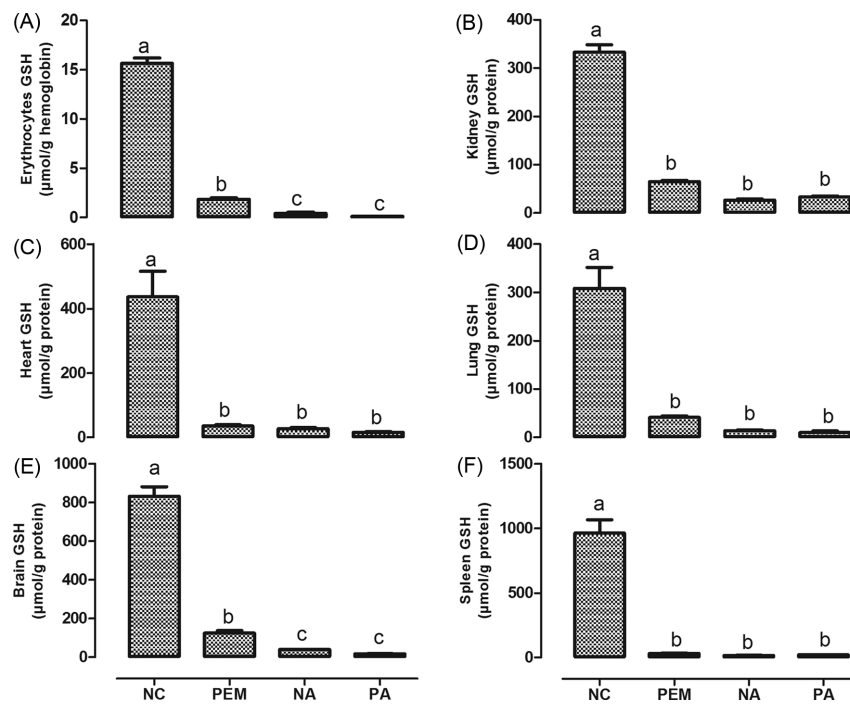 (A)
Erythrocytes GSH
(μmol/g hemoglobin)
20
15
10
5
0
a
b
c
c
(B)
Kidney GSH
(μmol/g protein)
400
300
200
100
0
a
b
b
b
(C)
Heart GSH
(μmol/g protein)
600
400
200
0
a
b
b
b
(D)
Lung GSH
(μmol/g protein)
400
300
200
100
0
a
b
b
b
(E)
Brain GSH
(μmol/g protein)
1000
800
600
400
200
0
a
b
c
c
NC PEM NA PA
(F)
Spleen GSH
(μmol/g protein)
1500
1000
500
0
a
b
b
b
NC PEM NA PA